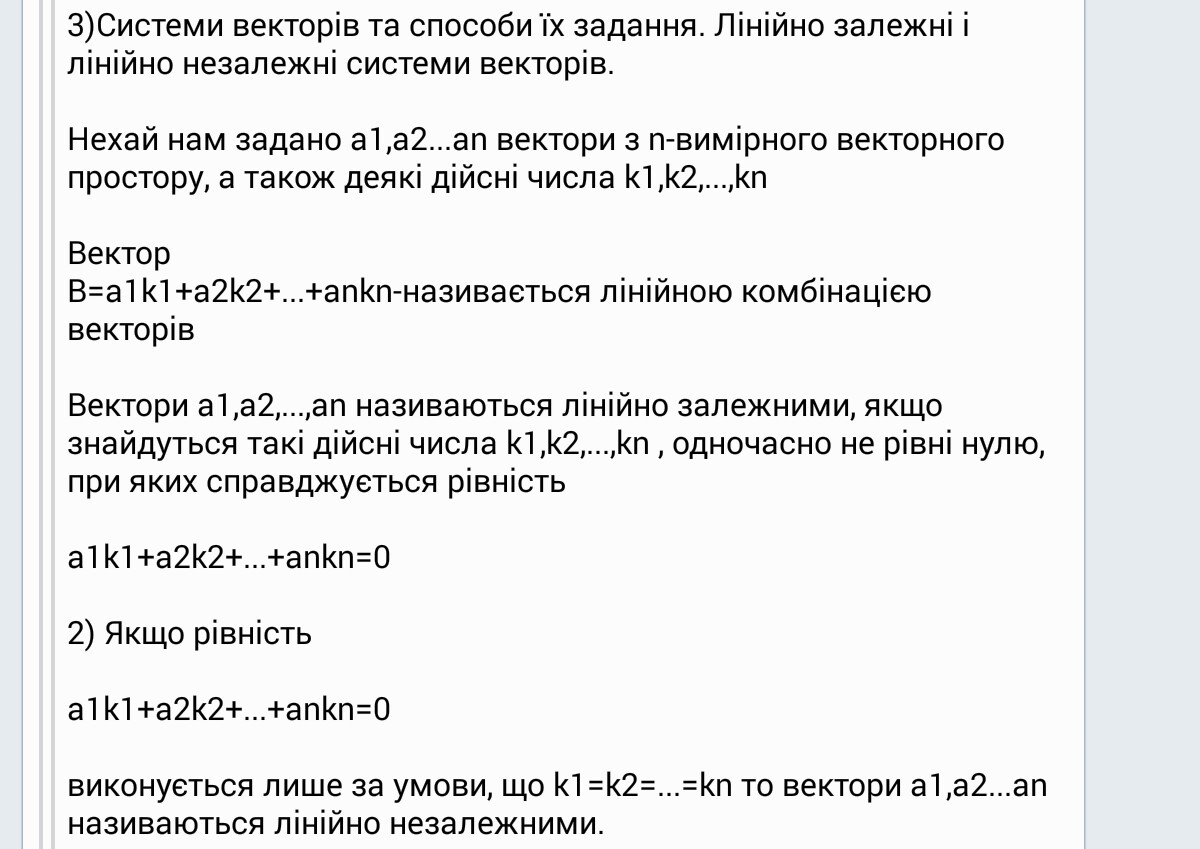 3)Системи векторів та способи їх задання. Лінійно залежні і
лінійно незалежні системи векторів.
Нехай нам задано a1,a2...an вектори з n-вимірного векторного
простору, а також деякі дійсні числа k1,k2,...,kn
Вектор
B=a1k1+a2k2+...+ankn-називається лінійною комбінацією
векторів
Вектори a1,a2,...,an називаються лінійно залежними, якщо
знайдуться такі дійсні числа k1,k2,...,kn , одночасно не рівні нулю,
при яких справджується рівність
a1k1+a2k2+...+ankn=0
2) Якщо рівність
a1k1+a2k2+...+ankn=0
виконується лише за умови, що k1=k2=...=kn то вектори a1,a2...an
називаються лінійно незалежними.